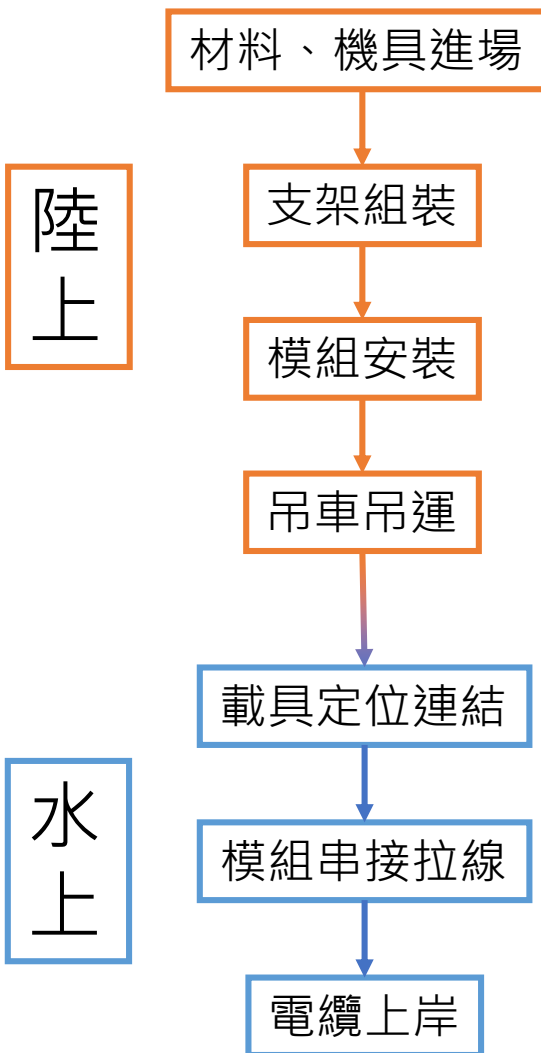 材料、機具進場
陸上
支架組裝
模組安裝
吊車吊運
載具定位連結
水上
模組串接拉線
電纜上岸